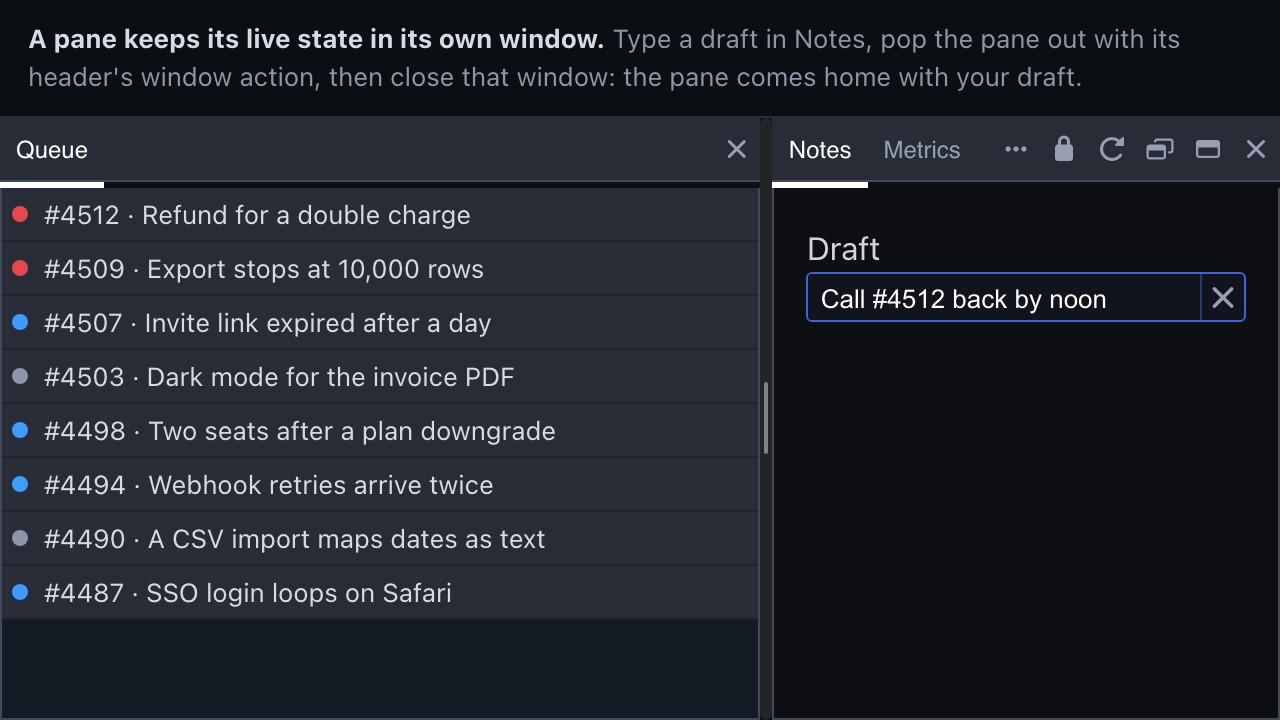 A pane keeps its live state in its own window. Type a draft in Notes, pop the pane out with its
header's window action, then close that window: the pane comes home with your draft.
Queue
#4512 · Refund for a double charge
#4509 · Export stops at 10,000 rows
#4507 · Invite link expired after a day
#4503 · Dark mode for the invoice PDF
#4498 · Two seats after a plan downgrade
#4494 · Webhook retries arrive twice
#4490 · A CSV import maps dates as text
#4487 · SSO login loops on Safari
Notes Metrics
Draft
Call #4512 back by noon